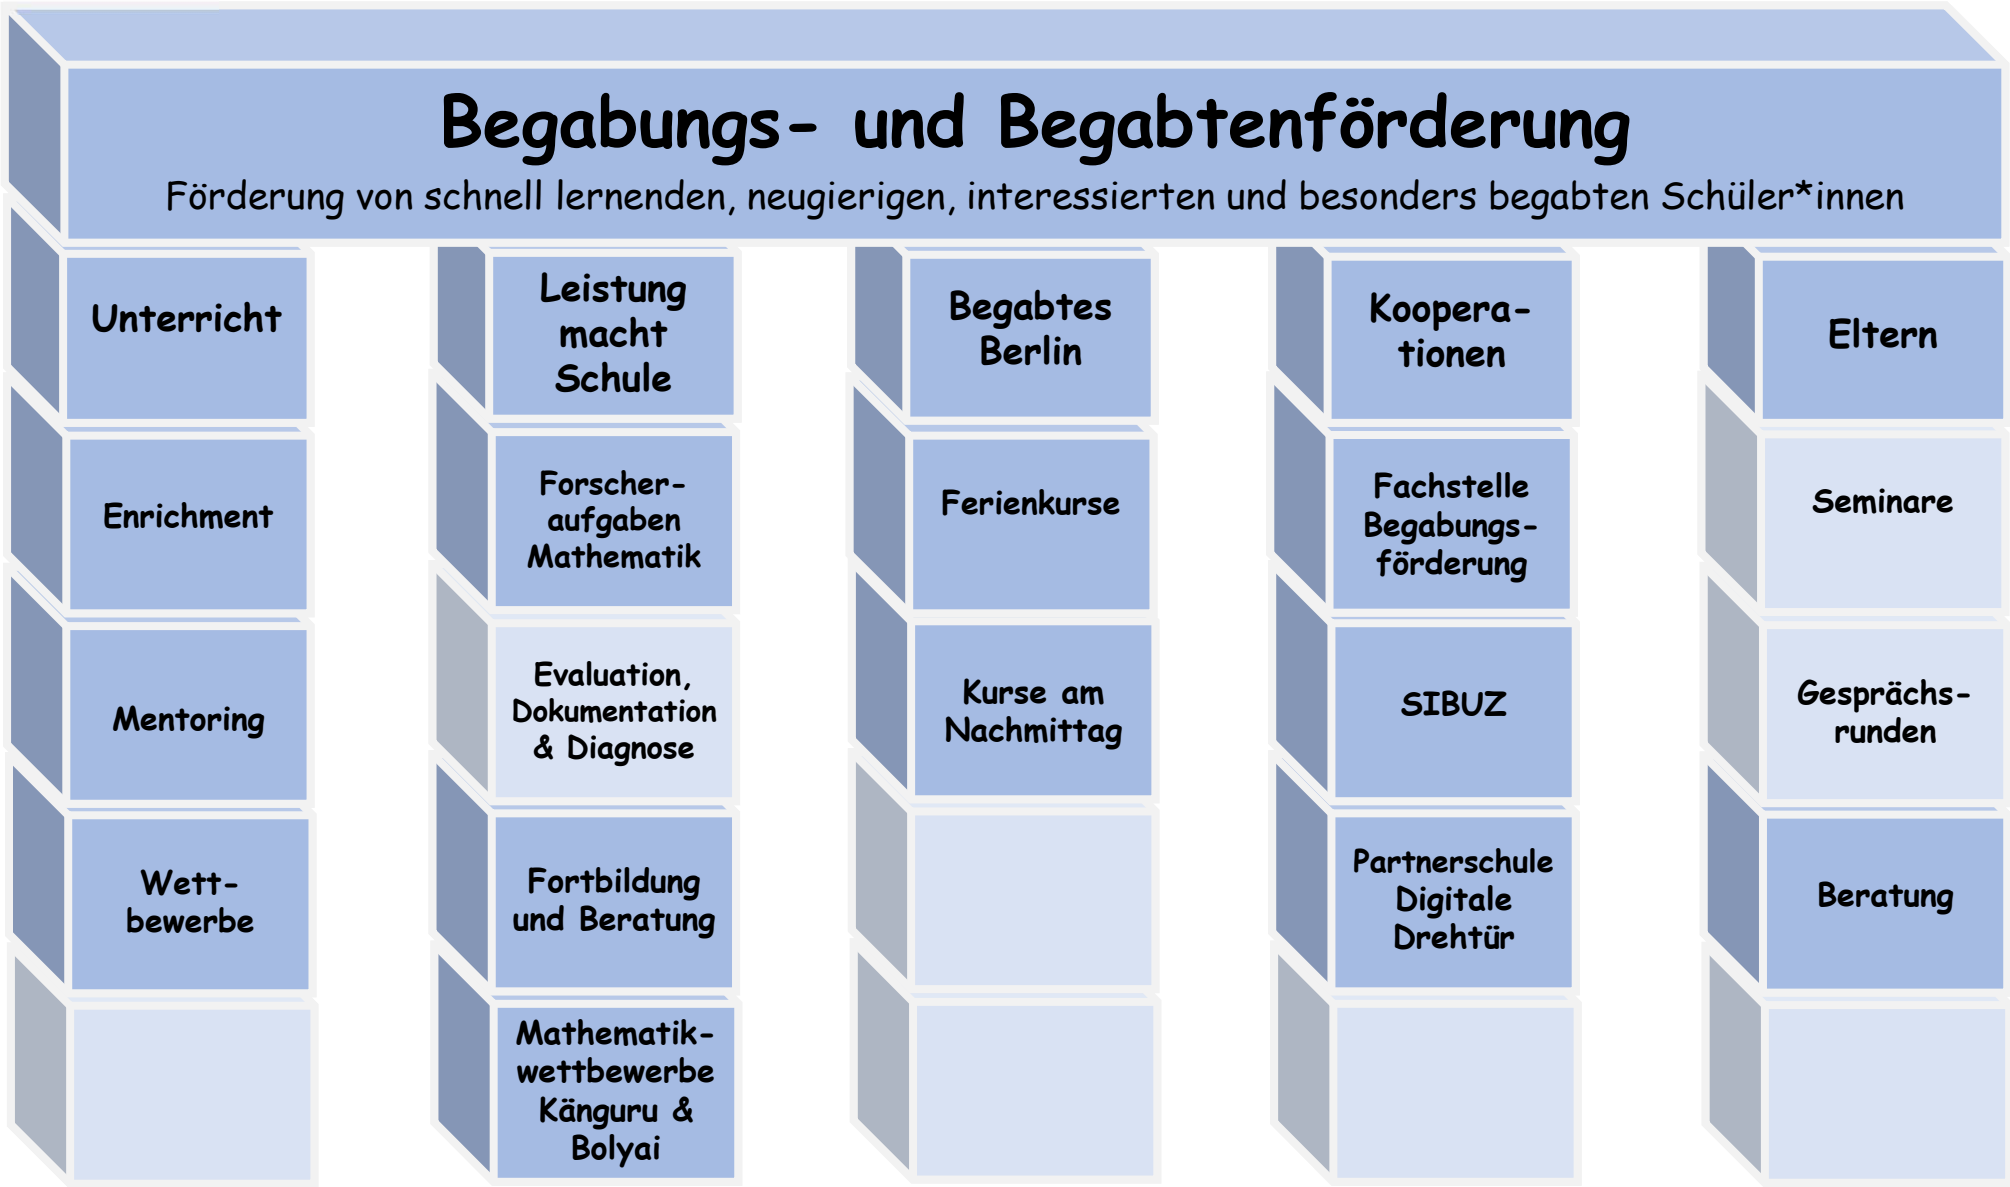 Begabungs- und Begabtenförderung
Förderung von schnell lernenden, neugierigen, interessierten und besonders begabten Schüler*innen
Unterricht
Enrichment
Mentoring
Wett-
bewerbe
Leistung
macht
Schule
Forscher-
aufgaben
Mathematik
Evaluation,
Dokumentation
& Diagnose
Fortbildung
und Beratung
Mathematik-
wettbewerbe
Känguru &
Bolyai
Begabtes
Berlin
Ferienkurse
Kurse am
Nachmittag
Koopera-
tionen
Fachstelle
Begabungs-
förderung
SIBUZ
Partnerschule
Digitale
Drehtür
Eltern
Seminare
Gesprächs-
runden
Beratung